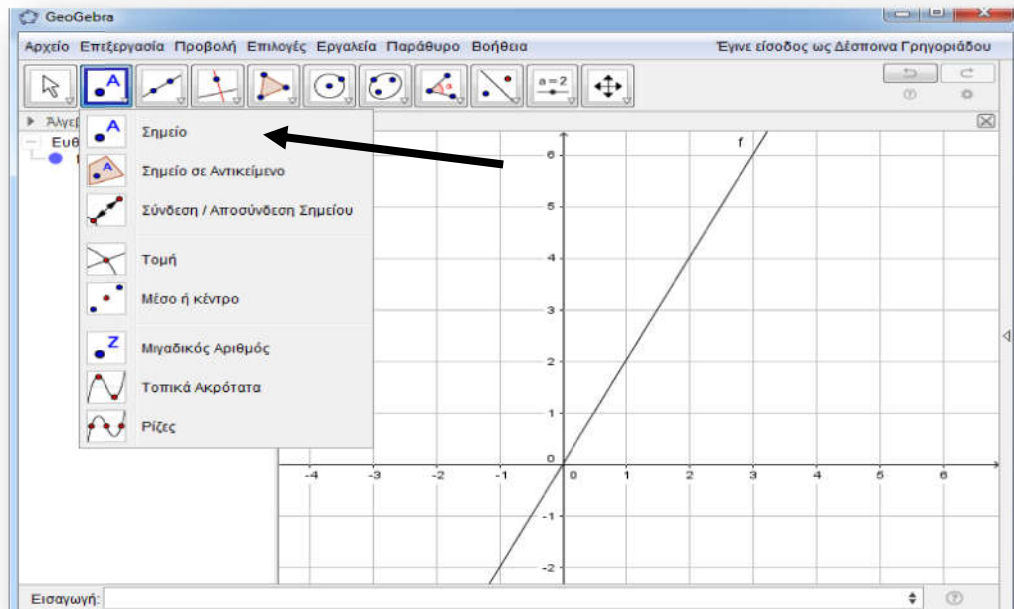 GeoGebra
Αρχείο Επεξεργασία Προβολή Επιλογές Εργαλεία Παράθυρο Βοήθεια Έγινε είσοδος ως Δέσποινα Γρηγοριάδου
A a=2
A Σημείο
A Σημείο σε Αντικείμενο
Σύνδεση / Αποσύνδεση Σημείου
Τομή
Μέσο ή κέντρο
Z Μιγαδικός Αριθμός
Τοπικά Ακρότατα
Ρίζες
f
6
5
4
3
2
1
0
-4 -3 -2 -1 0 1 2 3 4 5 6
-1
-2
Εισαγωγή: